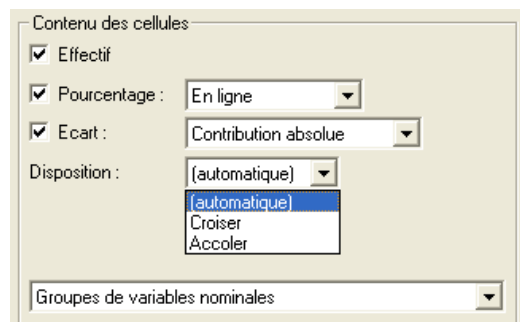 Contenu des cellules
Effectif
Pourcentage : En ligne
Ecart : Contribution absolue
Disposition : (automatique)
(automatique)
Croiser
Accoler
Groupes de variables nominales